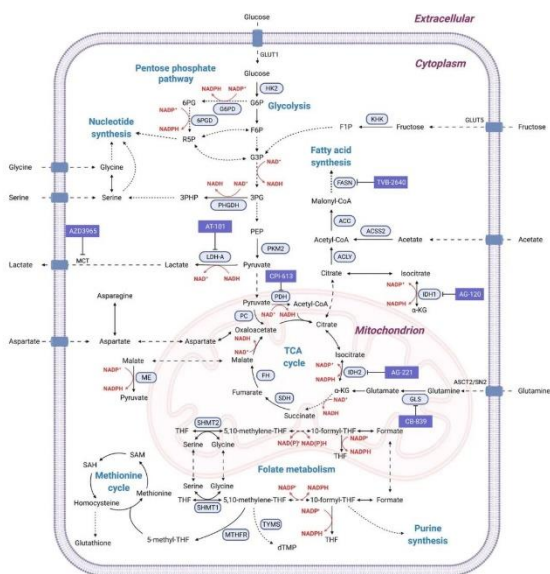 Glucose
Extracellular
GLUT1
Cytoplasm
Pentose phosphate
pathway
Glucose
HK2
NADPH NADP⁺
6PG G6P
G6PD
Glycolysis
NADP⁺
6PGD
NADPH
Nucleotide
synthesis
R5P
F6P
F1P
KHK
Fructose
GLUT5
Fructose
G3P
Fatty acid
synthesis
Glycine
Glycine
NAD⁺
NADH
FASN
TVB-2640
Serine
Serine
3PHP
NADH NAD⁺
3PG
PHGDH
Malonyl-CoA
ACC
AZD3965
AT-101
PEP
PKM2
Acetyl-CoA
ACSS2
Acetate
Acetate
MCT
LDH-A
ACLY
Lactate
Lactate
Pyruvate
NAD⁺ NADH
CPI-613
Citrate
Isocitrate
NADP⁺
IDH1
AG-120
NADPH
α-KG
Asparagine
Pyruvate
PDH
Acetyl-CoA
NAD⁺ NADH
PC
Oxaloacetate
Citrate
Mitochondrion
Aspartate
Aspartate
Aspartate
NADH
NAD⁺
TCA
cycle
Malate
Malate
Isocitrate
NADP⁺
ME
NADPH
Pyruvate
FH
NADP⁺
IDH2
AG-221
NADPH
Fumarate
SDH
Succinate
α-KG
NAD⁺
NADH
Glutamate
Glutamine
GLS
ASCT2/SN2
Glutamine
CB-839
SHMT2
THF
5,10-methylene-THF
10-formyl-THF
Formate
Serine Glycine
NAD(P)⁺ NAD(P)H
NADP⁺
NADPH
THF
Folate metabolism
SAM
SAH
Methionine
cycle
Methionine
Homocysteine
Glutathione
Serine Glycine
THF
SHMT1
5,10-methylene-THF
NADP⁺ NADPH
10-formyl-THF
Formate
MTHFR
TYMS
5-methyl-THF
dTMP
NADP⁺
NADPH
THF
Purine
synthesis